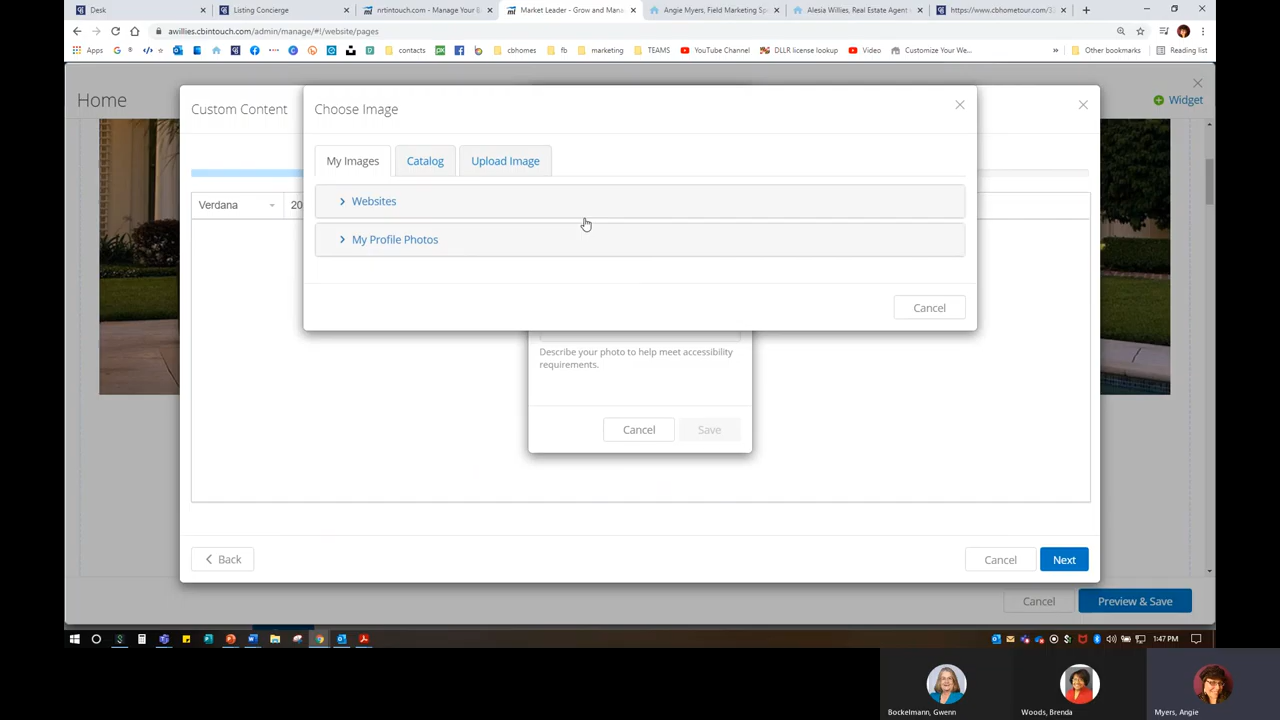 Desk
Listing Concierge
nrtintouch.com - Manage Your B
Market Leader - Grow and Mana
Angie Myers, Field Marketing Sp
Alesia Willies, Real Estate Agent
https://www.cbhometour.com/37
awillies.cbintouch.com/admin/manage/#!/website/pages
Apps
contacts
cbhomes
fb
marketing
TEAMS
YouTube Channel
DLLR license lookup
Video
Customize Your We...
Other bookmarks
Reading list
Home
Widget
Custom Content
Choose Image
My Images
Catalog
Upload Image
Verdana
20
Websites
My Profile Photos
Cancel
Describe your photo to help meet accessibility
requirements.
Cancel
Save
Back
Cancel
Next
Cancel
Preview & Save
1:47 PM
Bockelmann, Gwenn
Woods, Brenda
Myers, Angie